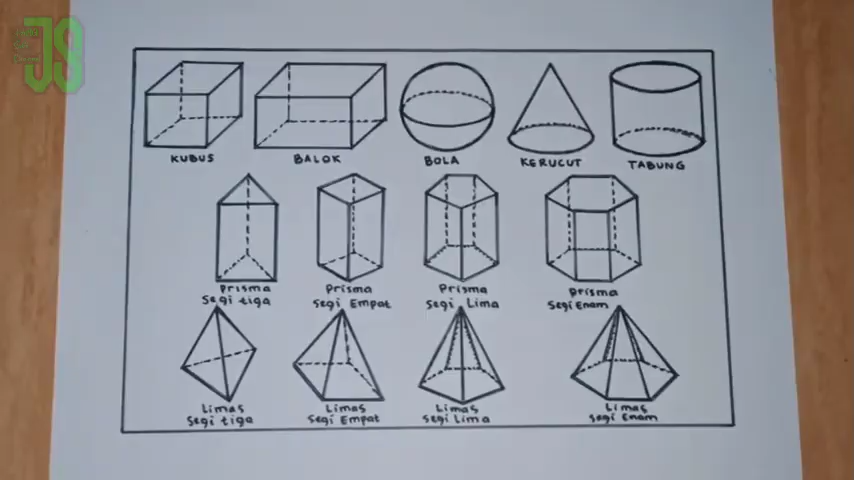 JS
KUBUS
BALOK
BOLA
KERUCUT
TABUNG
Prisma
Segi tiga
Prisma
Segi Empat
Prisma
Segi Lima
Prisma
Segi Enam
Limas
Segi tiga
Limas
Segi Empat
Limas
Segi Lima
Limas
Segi Enam